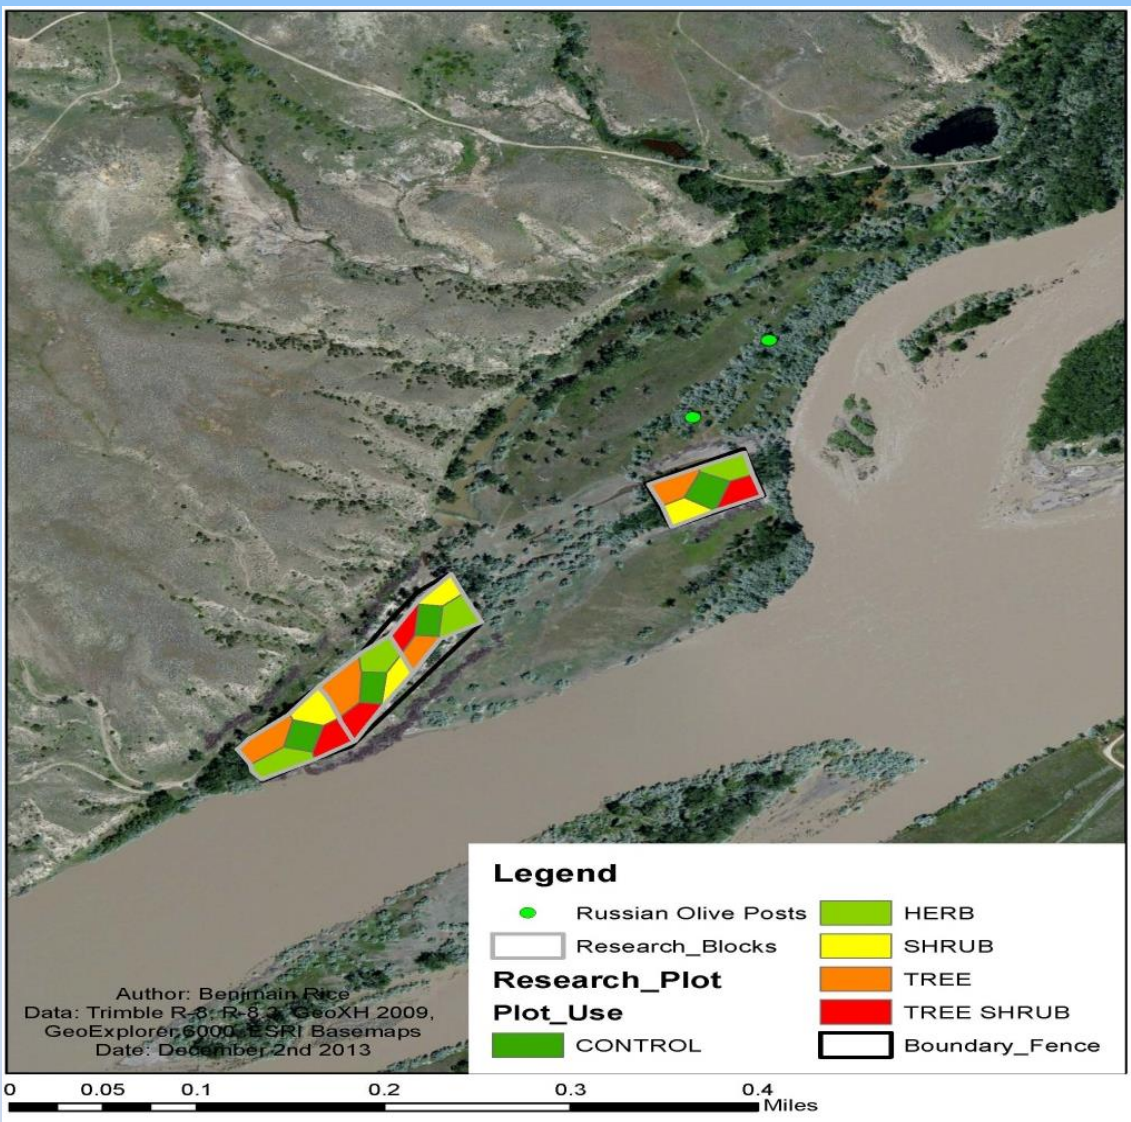 Legend
Russian Olive Posts
Research_Blocks
Research_Plot
Plot_Use
CONTROL
HERB
SHRUB
TREE
TREE SHRUB
Boundary_Fence
Author: Benjmain Rice
Data: Trimble R-8, R-8 3, GeoXH 2009,
GeoExplorer 6000, ESRI Basemaps
Date: December 2nd 2013
0 0.05 0.1 0.2 0.3 0.4
Miles